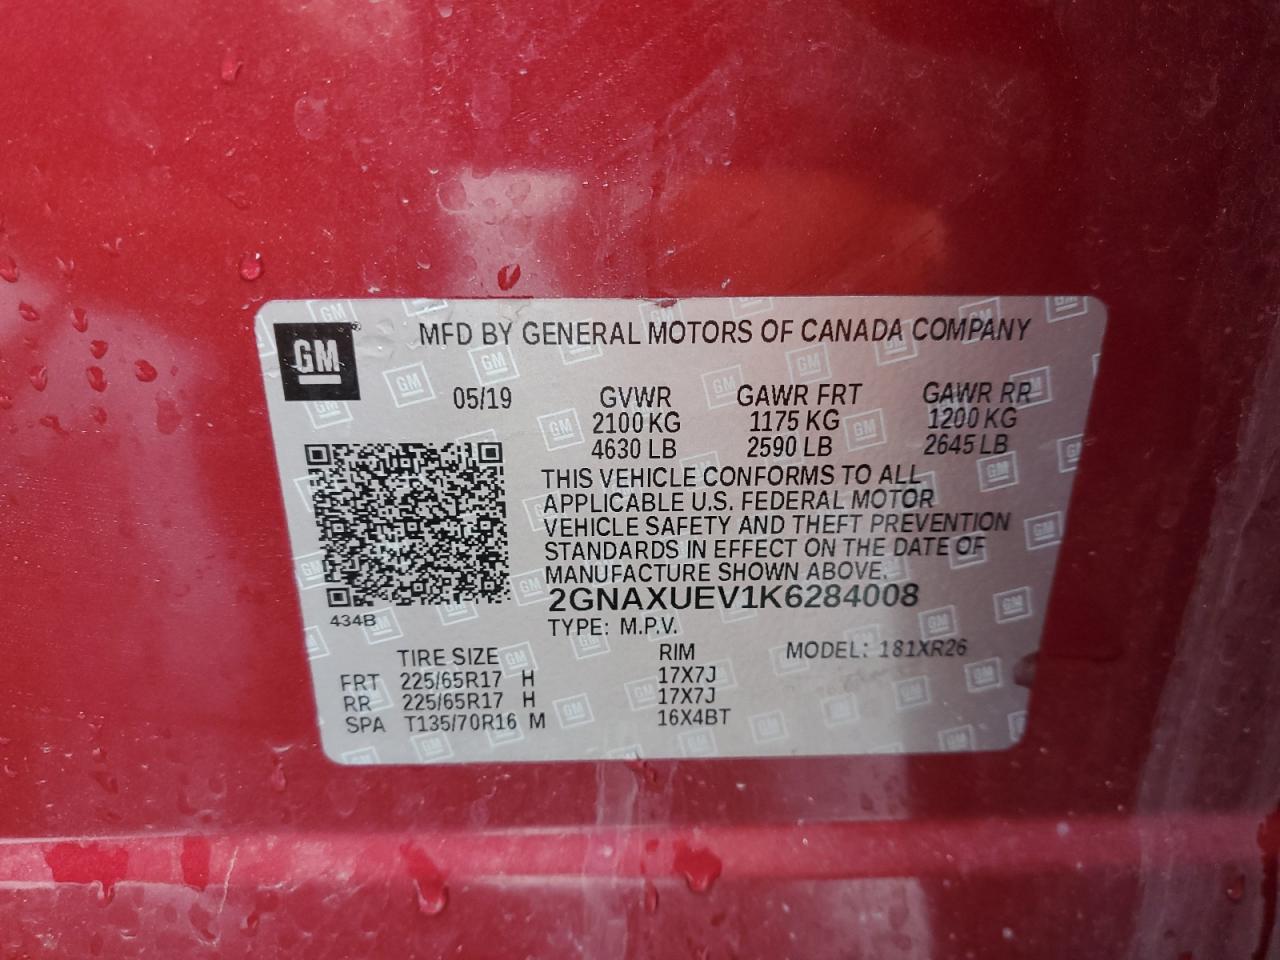 GM
MFD BY GENERAL MOTORS OF CANADA COMPANY
05/19 GVWR GAWR FRT GAWR RR
2100 KG 1175 KG 1200 KG
4630 LB 2590 LB 2645 LB
THIS VEHICLE CONFORMS TO ALL
APPLICABLE U.S. FEDERAL MOTOR
VEHICLE SAFETY AND THEFT PREVENTION
STANDARDS IN EFFECT ON THE DATE OF
MANUFACTURE SHOWN ABOVE.
2GNAXUEV1K6284008
434B
TYPE: M.P.V.
TIRE SIZE RIM MODEL: 181XR26
FRT 225/65R17 H 17X7J
RR 225/65R17 H 17X7J
SPA T135/70R16 M 16X4BT